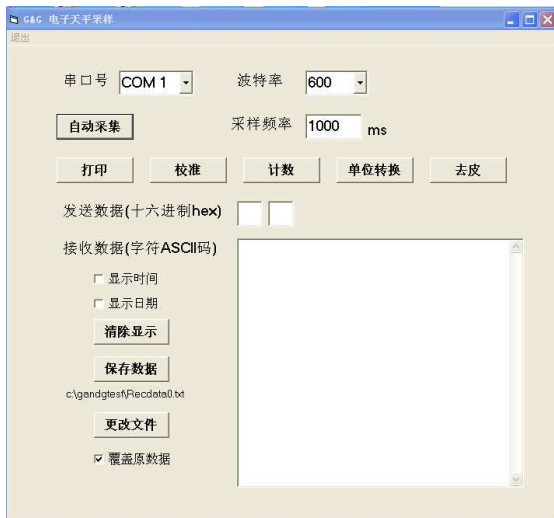 G&G 电子天平采样
退出
串口号 COM 1 波特率 600
自动采集 采样频率 1000 ms
打印 校准 计数 单位转换 去皮
发送数据(十六进制hex)
接收数据(字符ASCII码)
显示时间
显示日期
清除显示
保存数据
c:\gandgtest\Recdata0.txt
更改文件
覆盖原数据